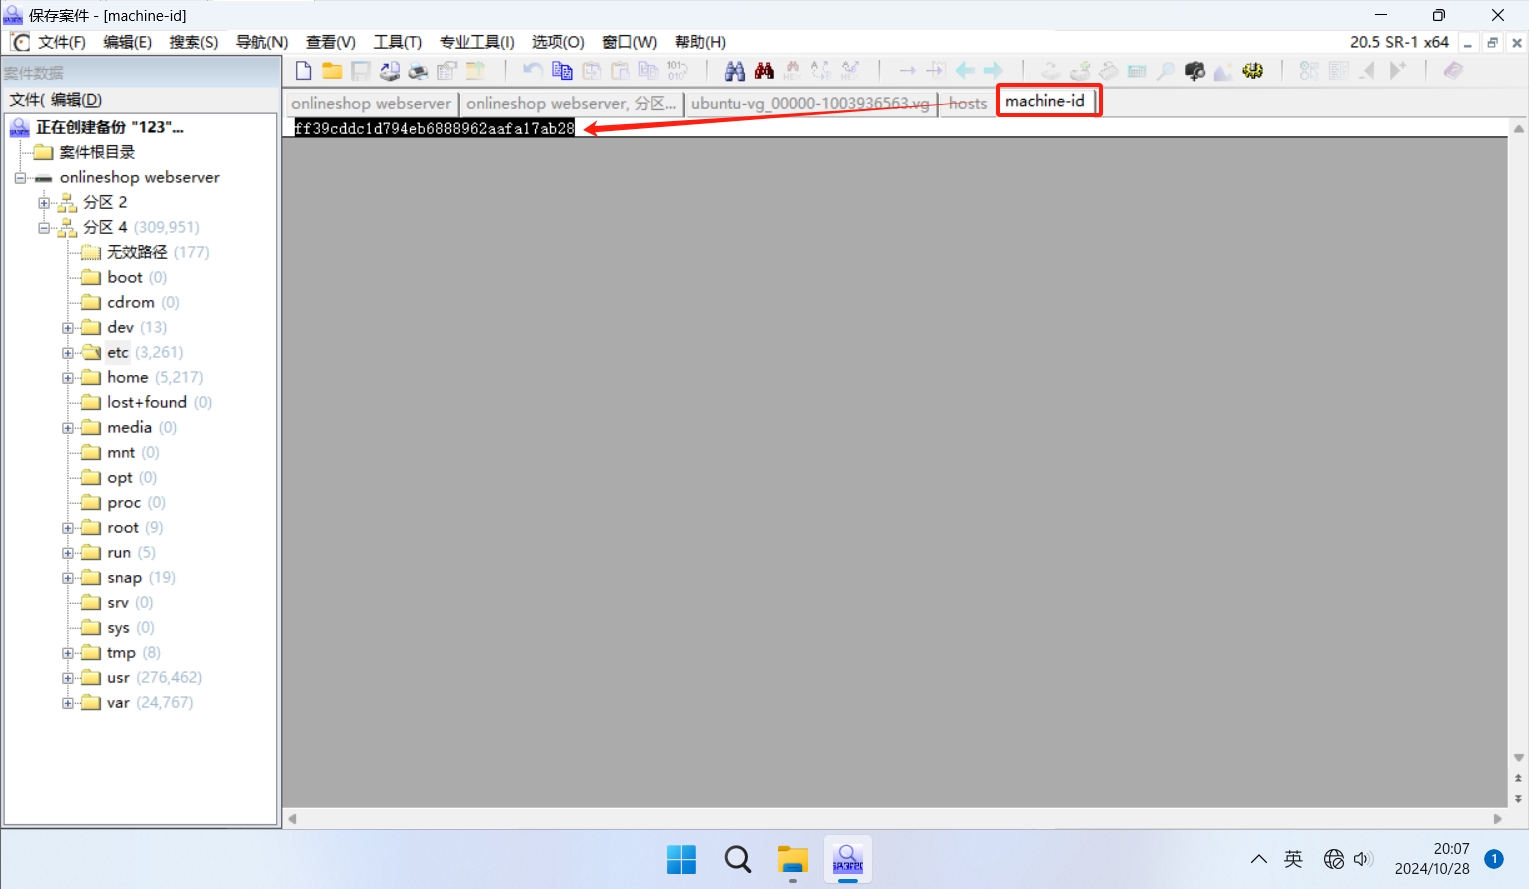 保存案件 - [machine-id]
文件(F) 编辑(E) 搜索(S) 导航(N) 查看(V) 工具(T) 专业工具(I) 选项(O) 窗口(W) 帮助(H) 20.5 SR-1 x64
案件数据
文件( 编辑(D)
onlineshop webserver onlineshop webserver, 分区... ubuntu-vg_00000-1003936563.vg hosts machine-id
ff39cddc1d794eb6888962aafa17ab28
正在创建备份 "123"...
案件根目录
onlineshop webserver
分区 2
分区 4 (309,951)
无效路径 (177)
boot (0)
cdrom (0)
dev (13)
etc (3,261)
home (5,217)
lost+found (0)
media (0)
mnt (0)
opt (0)
proc (0)
root (9)
run (5)
snap (19)
srv (0)
sys (0)
tmp (8)
usr (276,462)
var (24,767)
英
20:07
2024/10/28
1